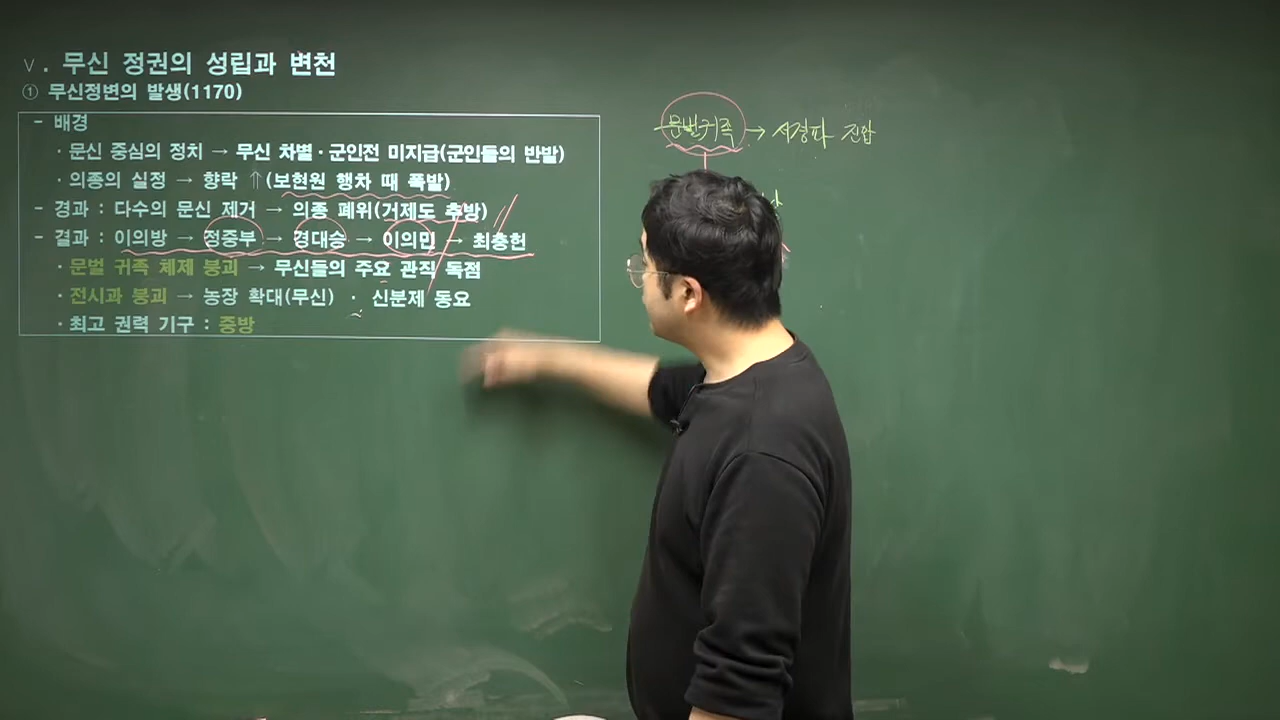 Ⅴ. 무신 정권의 성립과 변천
① 무신정변의 발생(1170)
- 배경
· 문신 중심의 정치 → 무신 차별 · 군인전 미지급(군인들의 반발)
· 의종의 실정 → 향락 ⇑(보현원 행차 때 폭발)
- 경과 : 다수의 문신 제거 → 의종 폐위(거제도 추방)
- 결과 : 이의방 → 정중부 → 경대승 → 이의민 → 최충헌
· 문벌 귀족 체제 붕괴 → 무신들의 주요 관직 독점
· 전시과 붕괴 → 농장 확대(무신) · 신분제 동요
· 최고 권력 기구 : 중방
문벌귀족 → 서경파 진압